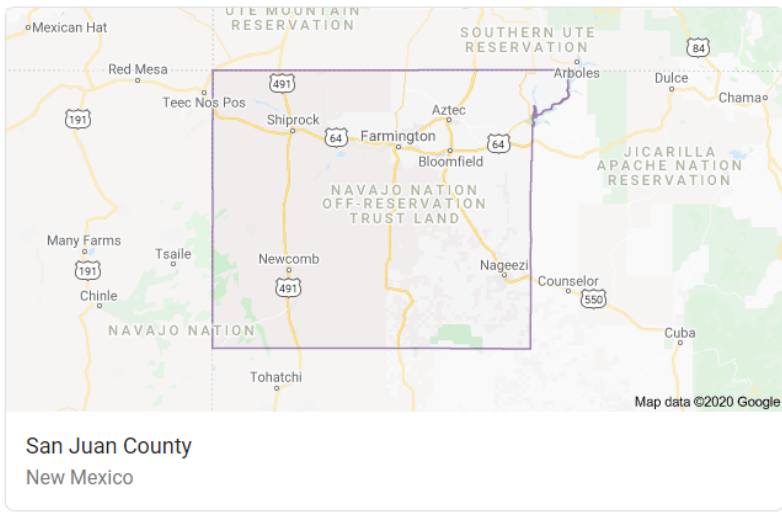 UTE MOUNTAIN
RESERVATION
Mexican Hat
SOUTHERN UTE
RESERVATION
84
Red Mesa
Arboles
Dulce
Chama
Teec Nos Pos
491
Aztec
191
Shiprock
64
Farmington
64
Bloomfield
JICARILLA
APACHE NATION
RESERVATION
NAVAJO NATION
OFF-RESERVATION
TRUST LAND
Many Farms
Tsaile
Newcomb
Nageezi
191
491
Counselor
550
Chinle
NAVAJO NATION
Cuba
Tohatchi
Map data ©2020 Google
San Juan County
New Mexico